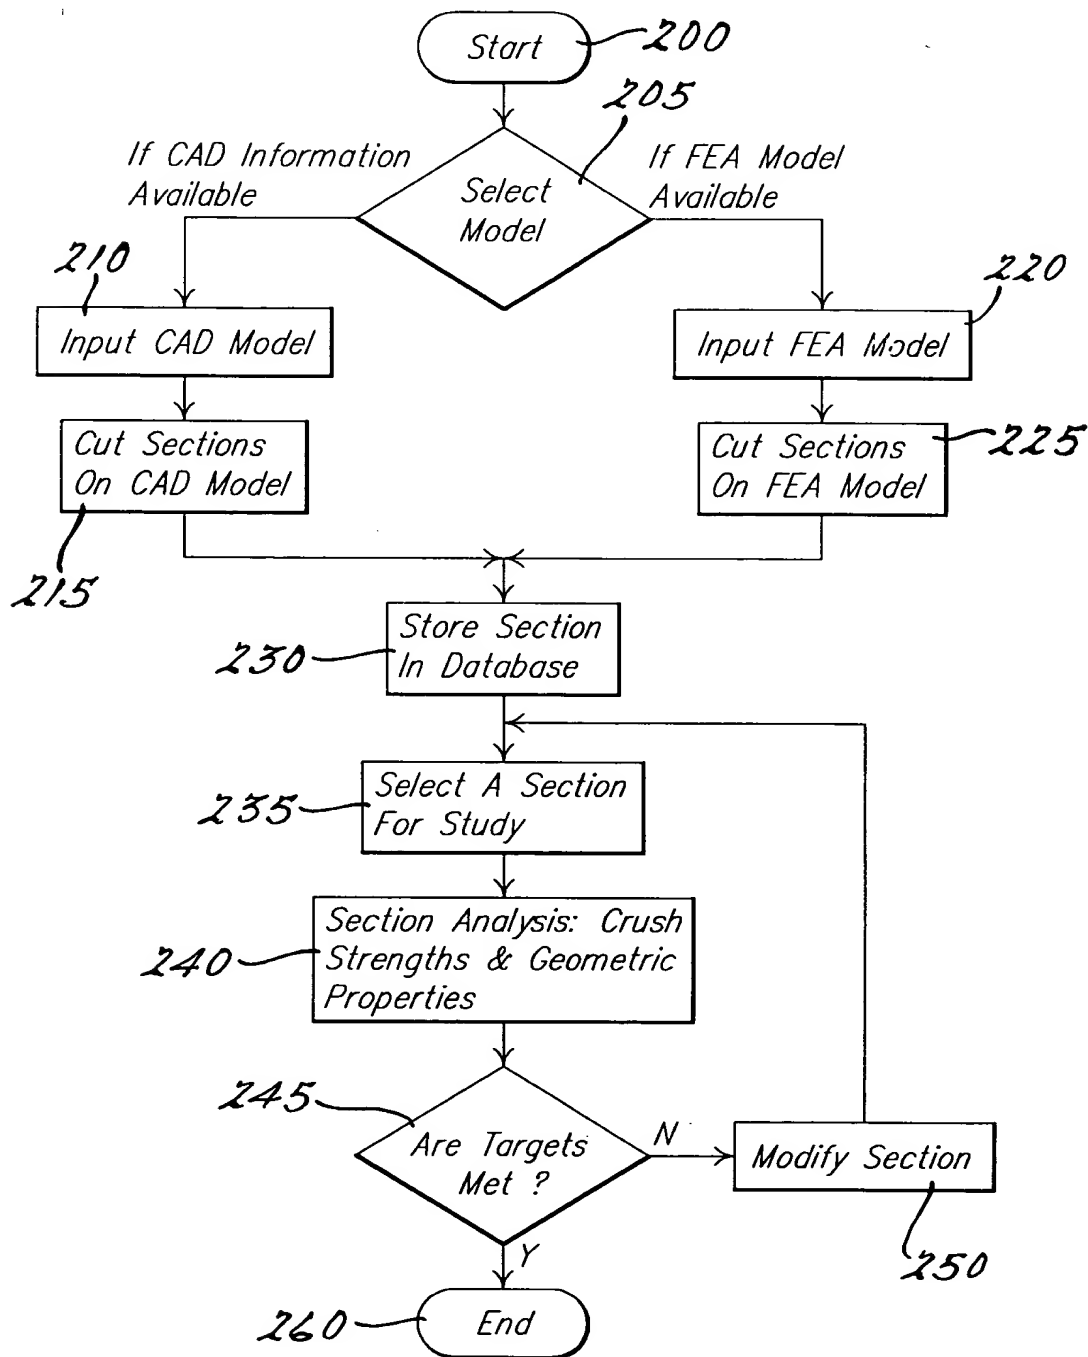 Start
200
205
If CAD Information
Available
If FEA Model
Available
Select
Model
210
220
Input CAD Model
Input FEA Model
Cut Sections
On CAD Model
Cut Sections
On FEA Model
225
215
Store Section
In Database
230
Select A Section
For Study
235
Section Analysis: Crush
Strengths & Geometric
Properties
240
245
Are Targets
Met ?
N
Modify Section
250
Y
End
260